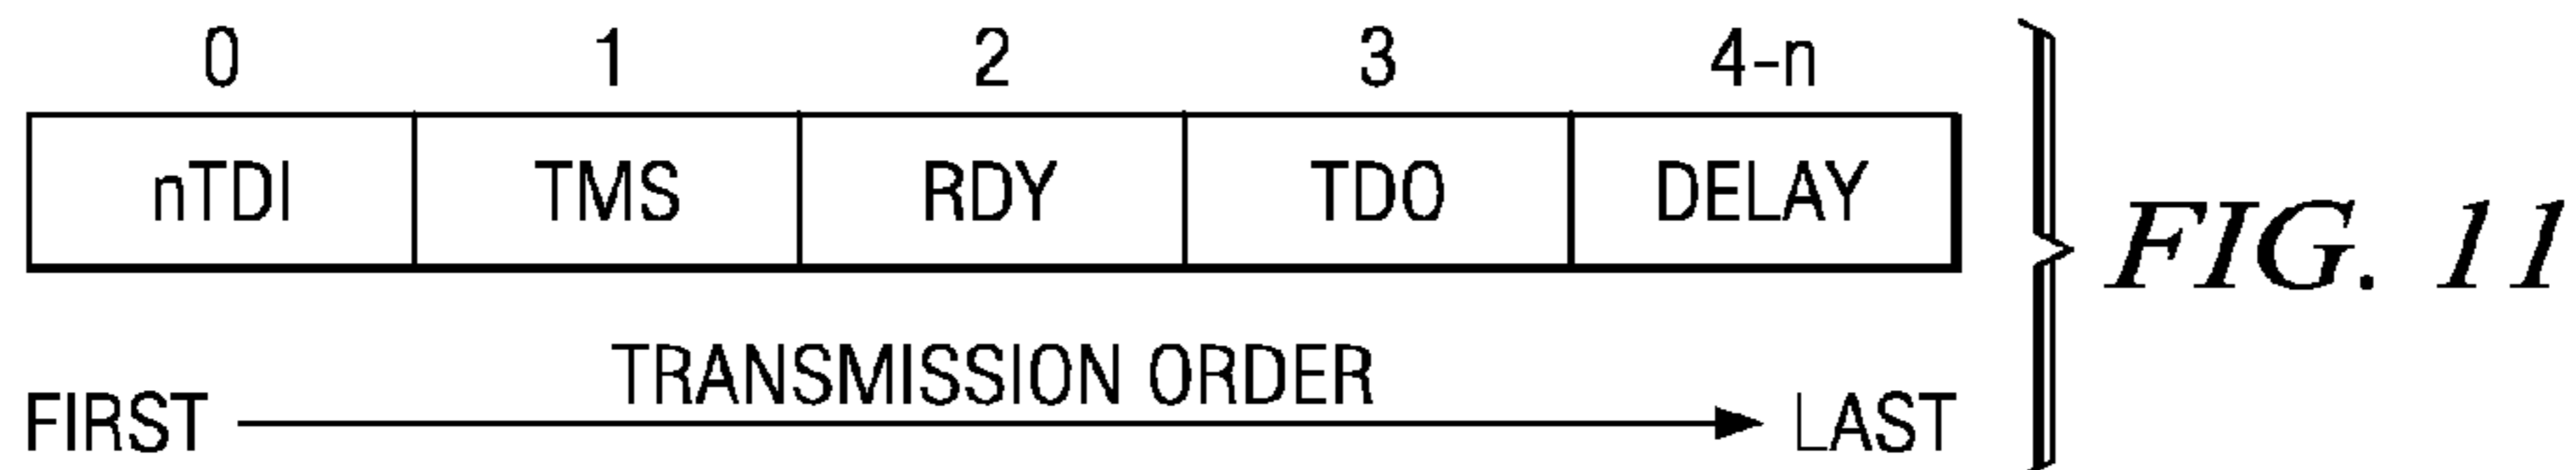 0 1 2 3 4-n
nTDI TMS RDY TDO DELAY
TRANSMISSION ORDER
FIRST LAST
FIG. 11